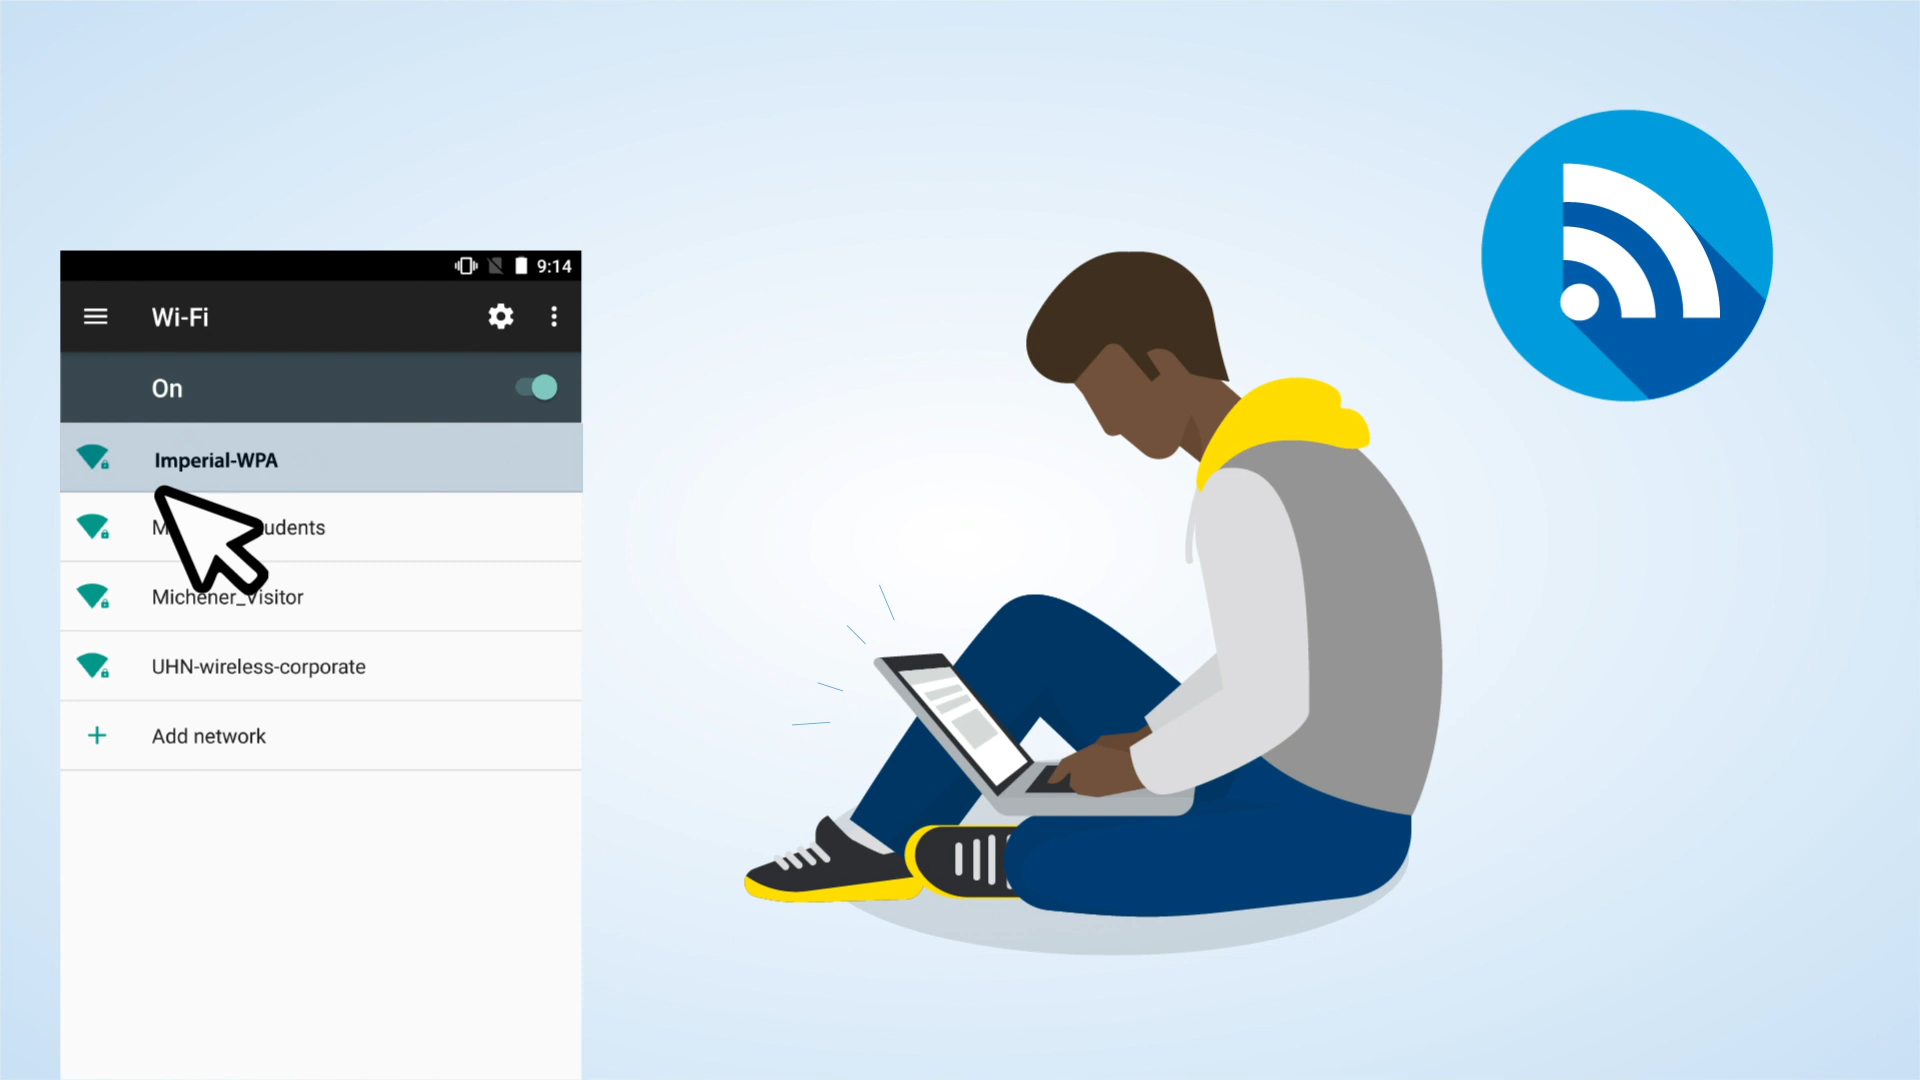 9:14
Wi-Fi
On
Imperial-WPA
udents
Michener_Visitor
UHN-wireless-corporate
Add network